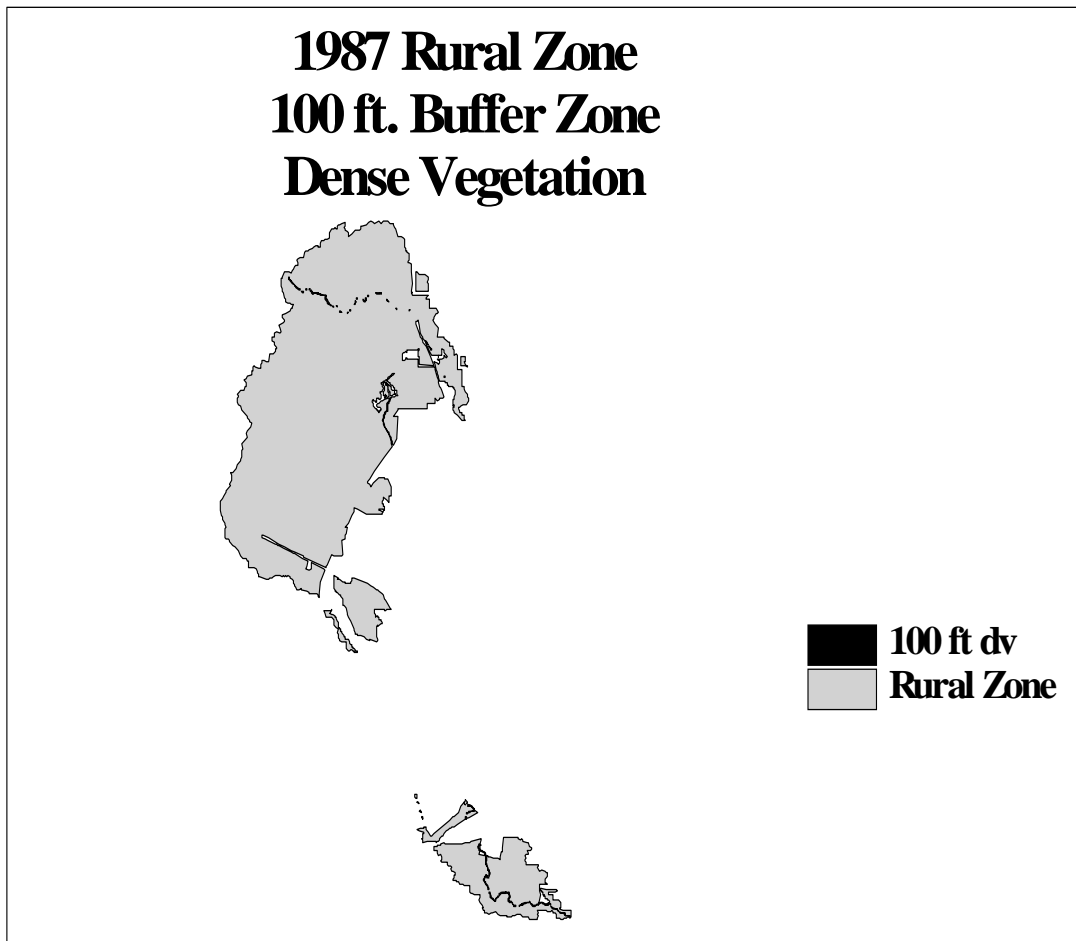 1987 Rural Zone
100 ft. Buffer Zone
Dense Vegetation
100 ft dv
Rural Zone